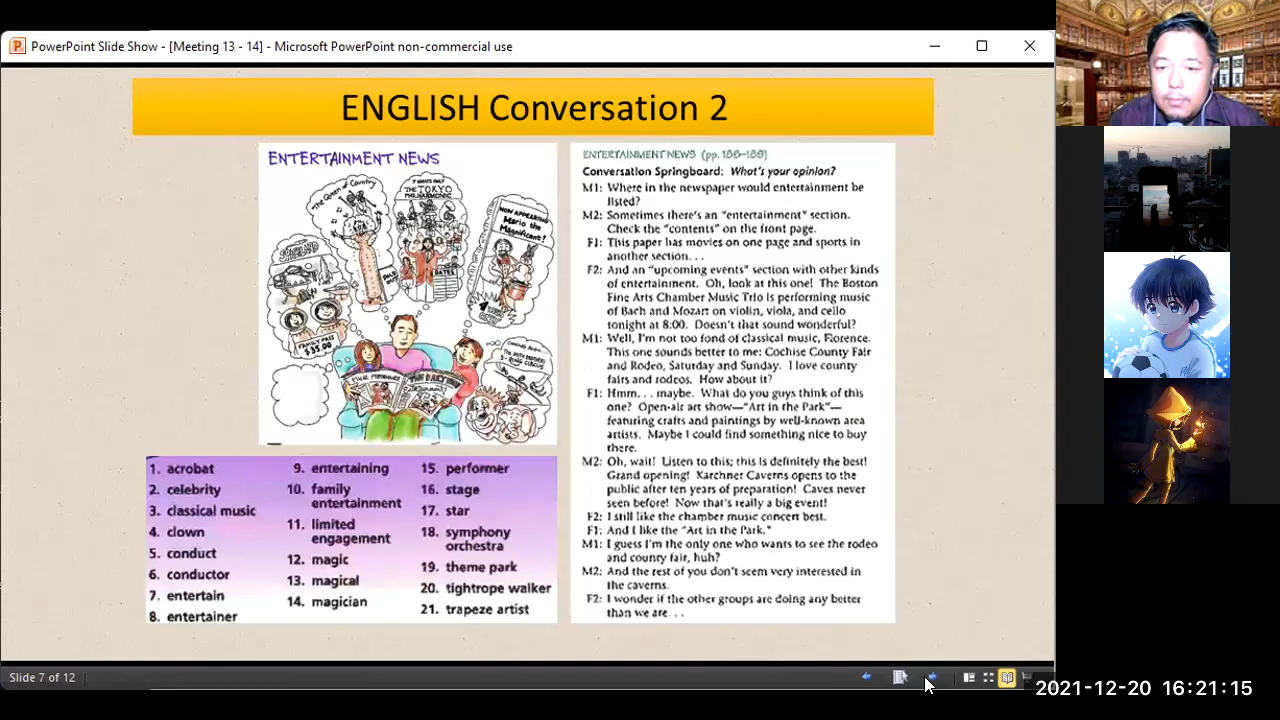 PowerPoint Slide Show - [Meeting 13 - 14] - Microsoft PowerPoint non-commercial use
ENGLISH Conversation 2
ENTERTAINMENT NEWS
The Queen of Country
THE TOKYO
PHILHARMONIC
NOW APPEARING
Mario the
Magnificent!
FAMILY PASS
$35.00
ENTERTAINMENT NEWS (pp. 186–189)
Conversation Springboard: What's your opinion?
M1: Where in the newspaper would entertainment be
listed?
M2: Sometimes there's an "entertainment" section.
Check the "contents" on the front page.
F1: This paper has movies on one page and sports in
another section. . .
F2: And an "upcoming events" section with other kinds
of entertainment. Oh, look at this one! The Boston
Fine Arts Chamber Music Trio is performing music
of Bach and Mozart on violin, viola, and cello
tonight at 8:00. Doesn't that sound wonderful?
M1: Well, I'm not too fond of classical music, Florence.
This one sounds better to me: Cochise County Fair
and Rodeo, Saturday and Sunday. I love county
fairs and rodeos. How about it?
F1: Hmm. . . maybe. What do you guys think of this
one? Open-air art show—"Art in the Park"—
featuring crafts and paintings by well-known area
artists. Maybe I could find something nice to buy
there.
M2: Oh, wait! Listen to this; this is definitely the best!
Grand opening! Karchner Caverns opens to the
public after ten years of preparation! Caves never
seen before! Now that's really a big event!
F2: I still like the chamber music concert best.
F1: And I like the "Art in the Park."
M1: I guess I'm the only one who wants to see the rodeo
and county fair, huh?
M2: And the rest of you don't seem very interested in
the caverns.
F2: I wonder if the other groups are doing any better
than we are. . .
1. acrobat
2. celebrity
3. classical music
4. clown
5. conduct
6. conductor
7. entertain
8. entertainer
9. entertaining
10. family
entertainment
11. limited
engagement
12. magic
13. magical
14. magician
15. performer
16. stage
17. star
18. symphony
orchestra
19. theme park
20. tightrope walker
21. trapeze artist
Slide 7 of 12
2021-12-20 16:21:15